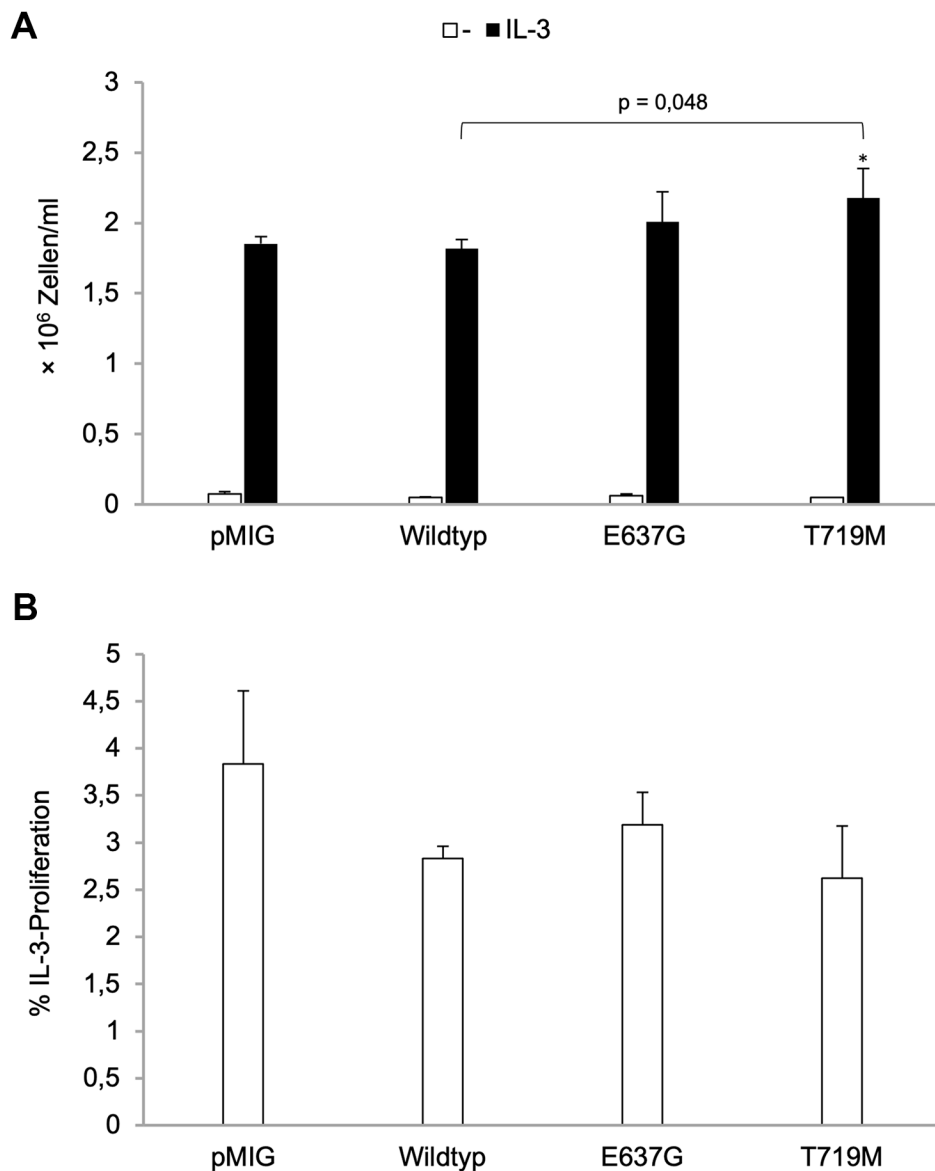 A
- IL-3
3
p = 0,048
2,5
*
2
1,5
1
0,5
0
× 10⁶ Zellen/ml
pMIG Wildtyp E637G T719M
B
5
4,5
4
3,5
3
2,5
2
1,5
1
0,5
0
% IL-3-Proliferation
pMIG Wildtyp E637G T719M